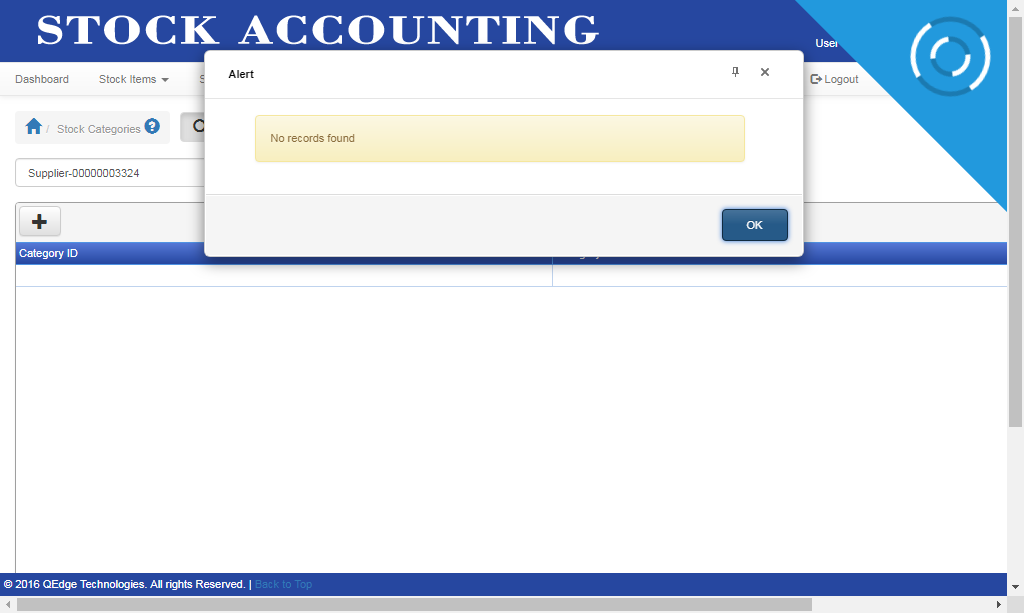 STOCK ACCOUNTING
User
Alert
Dashboard
Stock Items
S
Logout
/ Stock Categories ?
No records found
Supplier-00000003324
OK
Category ID
© 2016 QEdge Technologies. All rights Reserved. | Back to Top